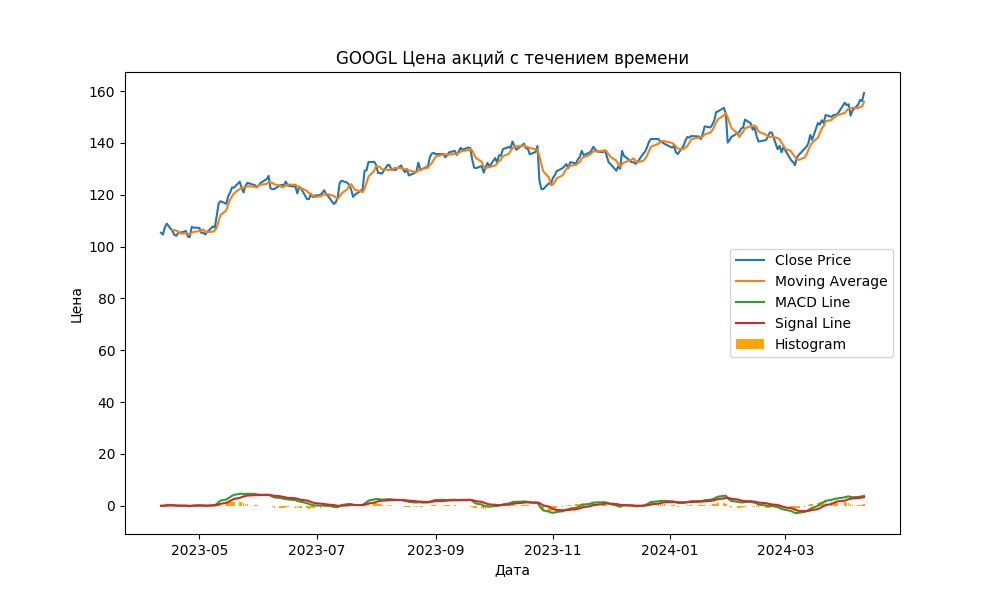 GOOGL Цена акций с течением времени
160
140
120
100
80
60
40
20
0
Цена
Close Price
Moving Average
MACD Line
Signal Line
Histogram
2023-05 2023-07 2023-09 2023-11 2024-01 2024-03
Дата